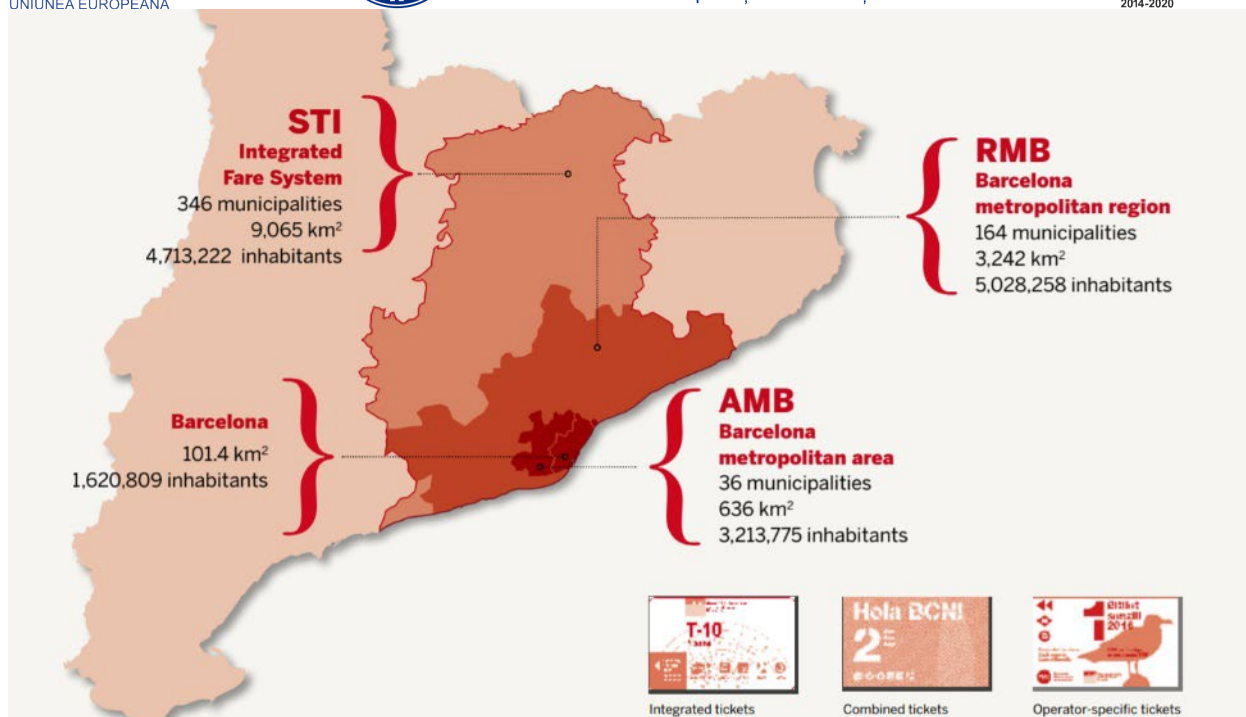 UNIUNEA EUROPEANĂ
2014-2020
STI
Integrated
Fare System
346 municipalities
9,065 km²
4,713,222 inhabitants
RMB
Barcelona
metropolitan region
164 municipalities
3,242 km²
5,028,258 inhabitants
Barcelona
101.4 km²
1,620,809 inhabitants
AMB
Barcelona
metropolitan area
36 municipalities
636 km²
3,213,775 inhabitants
T-10
Hola BCN!
2
1
2016
Integrated tickets
Combined tickets
Operator-specific tickets